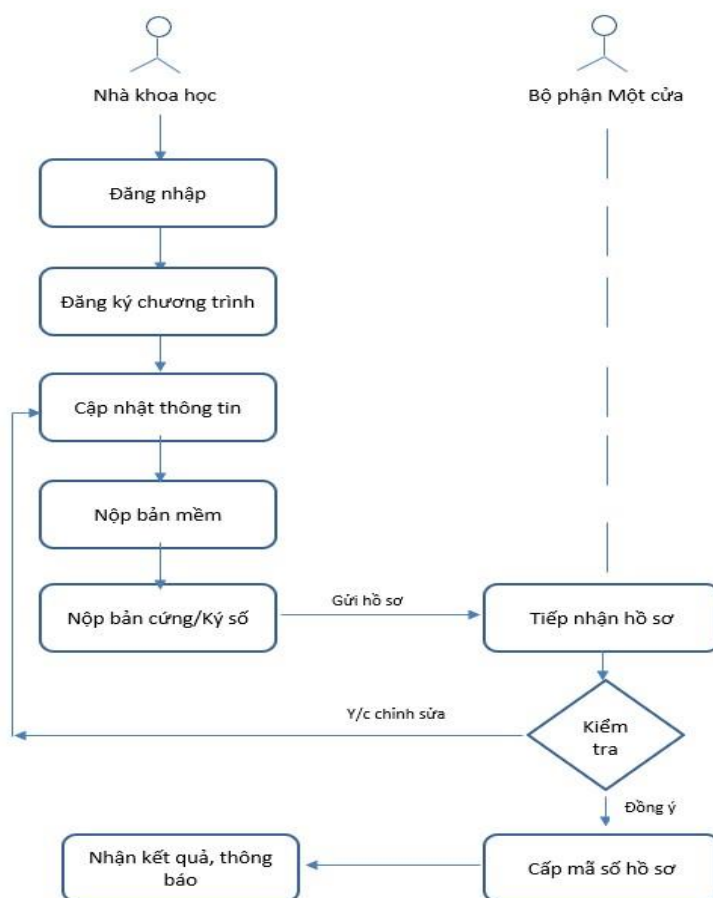 Nhà khoa học
Bộ phận Một cửa
Đăng nhập
Đăng ký chương trình
Cập nhật thông tin
Nộp bản mềm
Nộp bản cứng/Ký số
Gửi hồ sơ
Tiếp nhận hồ sơ
Y/c chỉnh sửa
Kiểm
tra
Đồng ý
Nhận kết quả, thông
báo
Cấp mã số hồ sơ